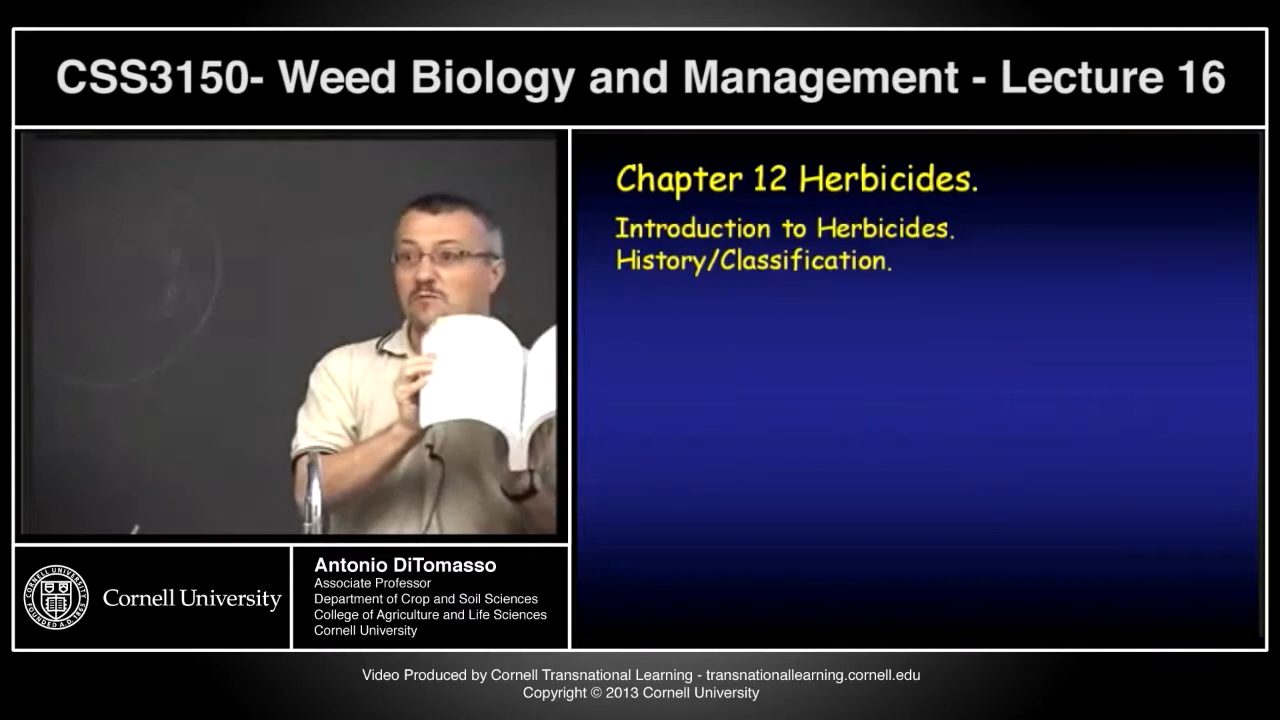 CSS3150- Weed Biology and Management - Lecture 16
Chapter 12 Herbicides.
Introduction to Herbicides.
History/Classification.
Cornell University
Antonio DiTomasso
Associate Professor
Department of Crop and Soil Sciences
College of Agriculture and Life Sciences
Cornell University
Video Produced by Cornell Transnational Learning - transnationallearning.cornell.edu
Copyright © 2013 Cornell University